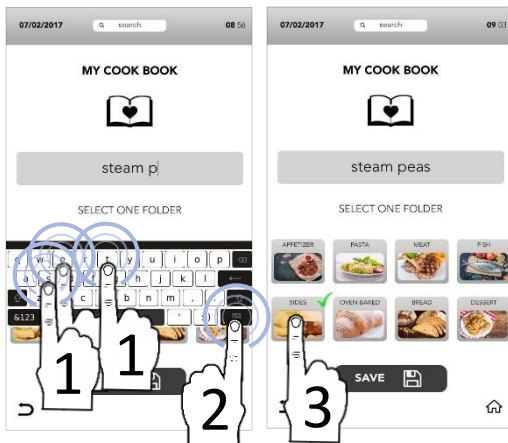 07/02/2017 search 08 56
MY COOK BOOK
steam p
SELECT ONE FOLDER
w e t y u i o p
h j k l
z b n m
&123
1 1 2
07/02/2017 search 09 03
MY COOK BOOK
steam peas
SELECT ONE FOLDER
APPETIZER PASTA MEAT FISH
SIDES OVEN BAKED BREAD DESSERT
SAVE
3